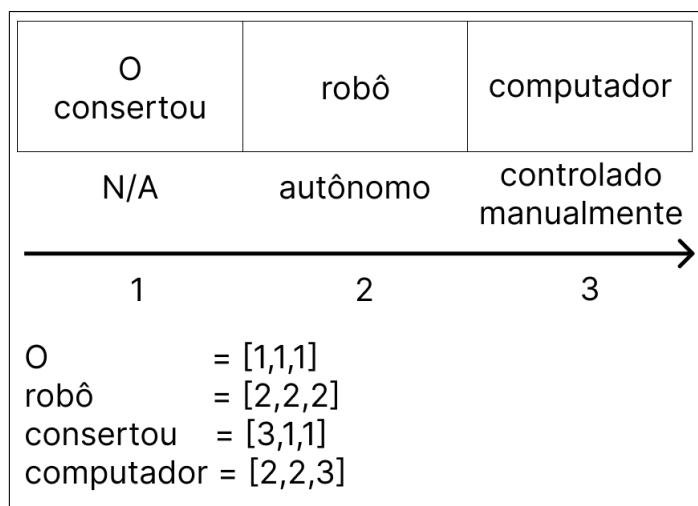 O
consertou
robô
computador
N/A
autônomo
controlado
manualmente
1
2
3
O = [1,1,1]
robô = [2,2,2]
consertou = [3,1,1]
computador = [2,2,3]